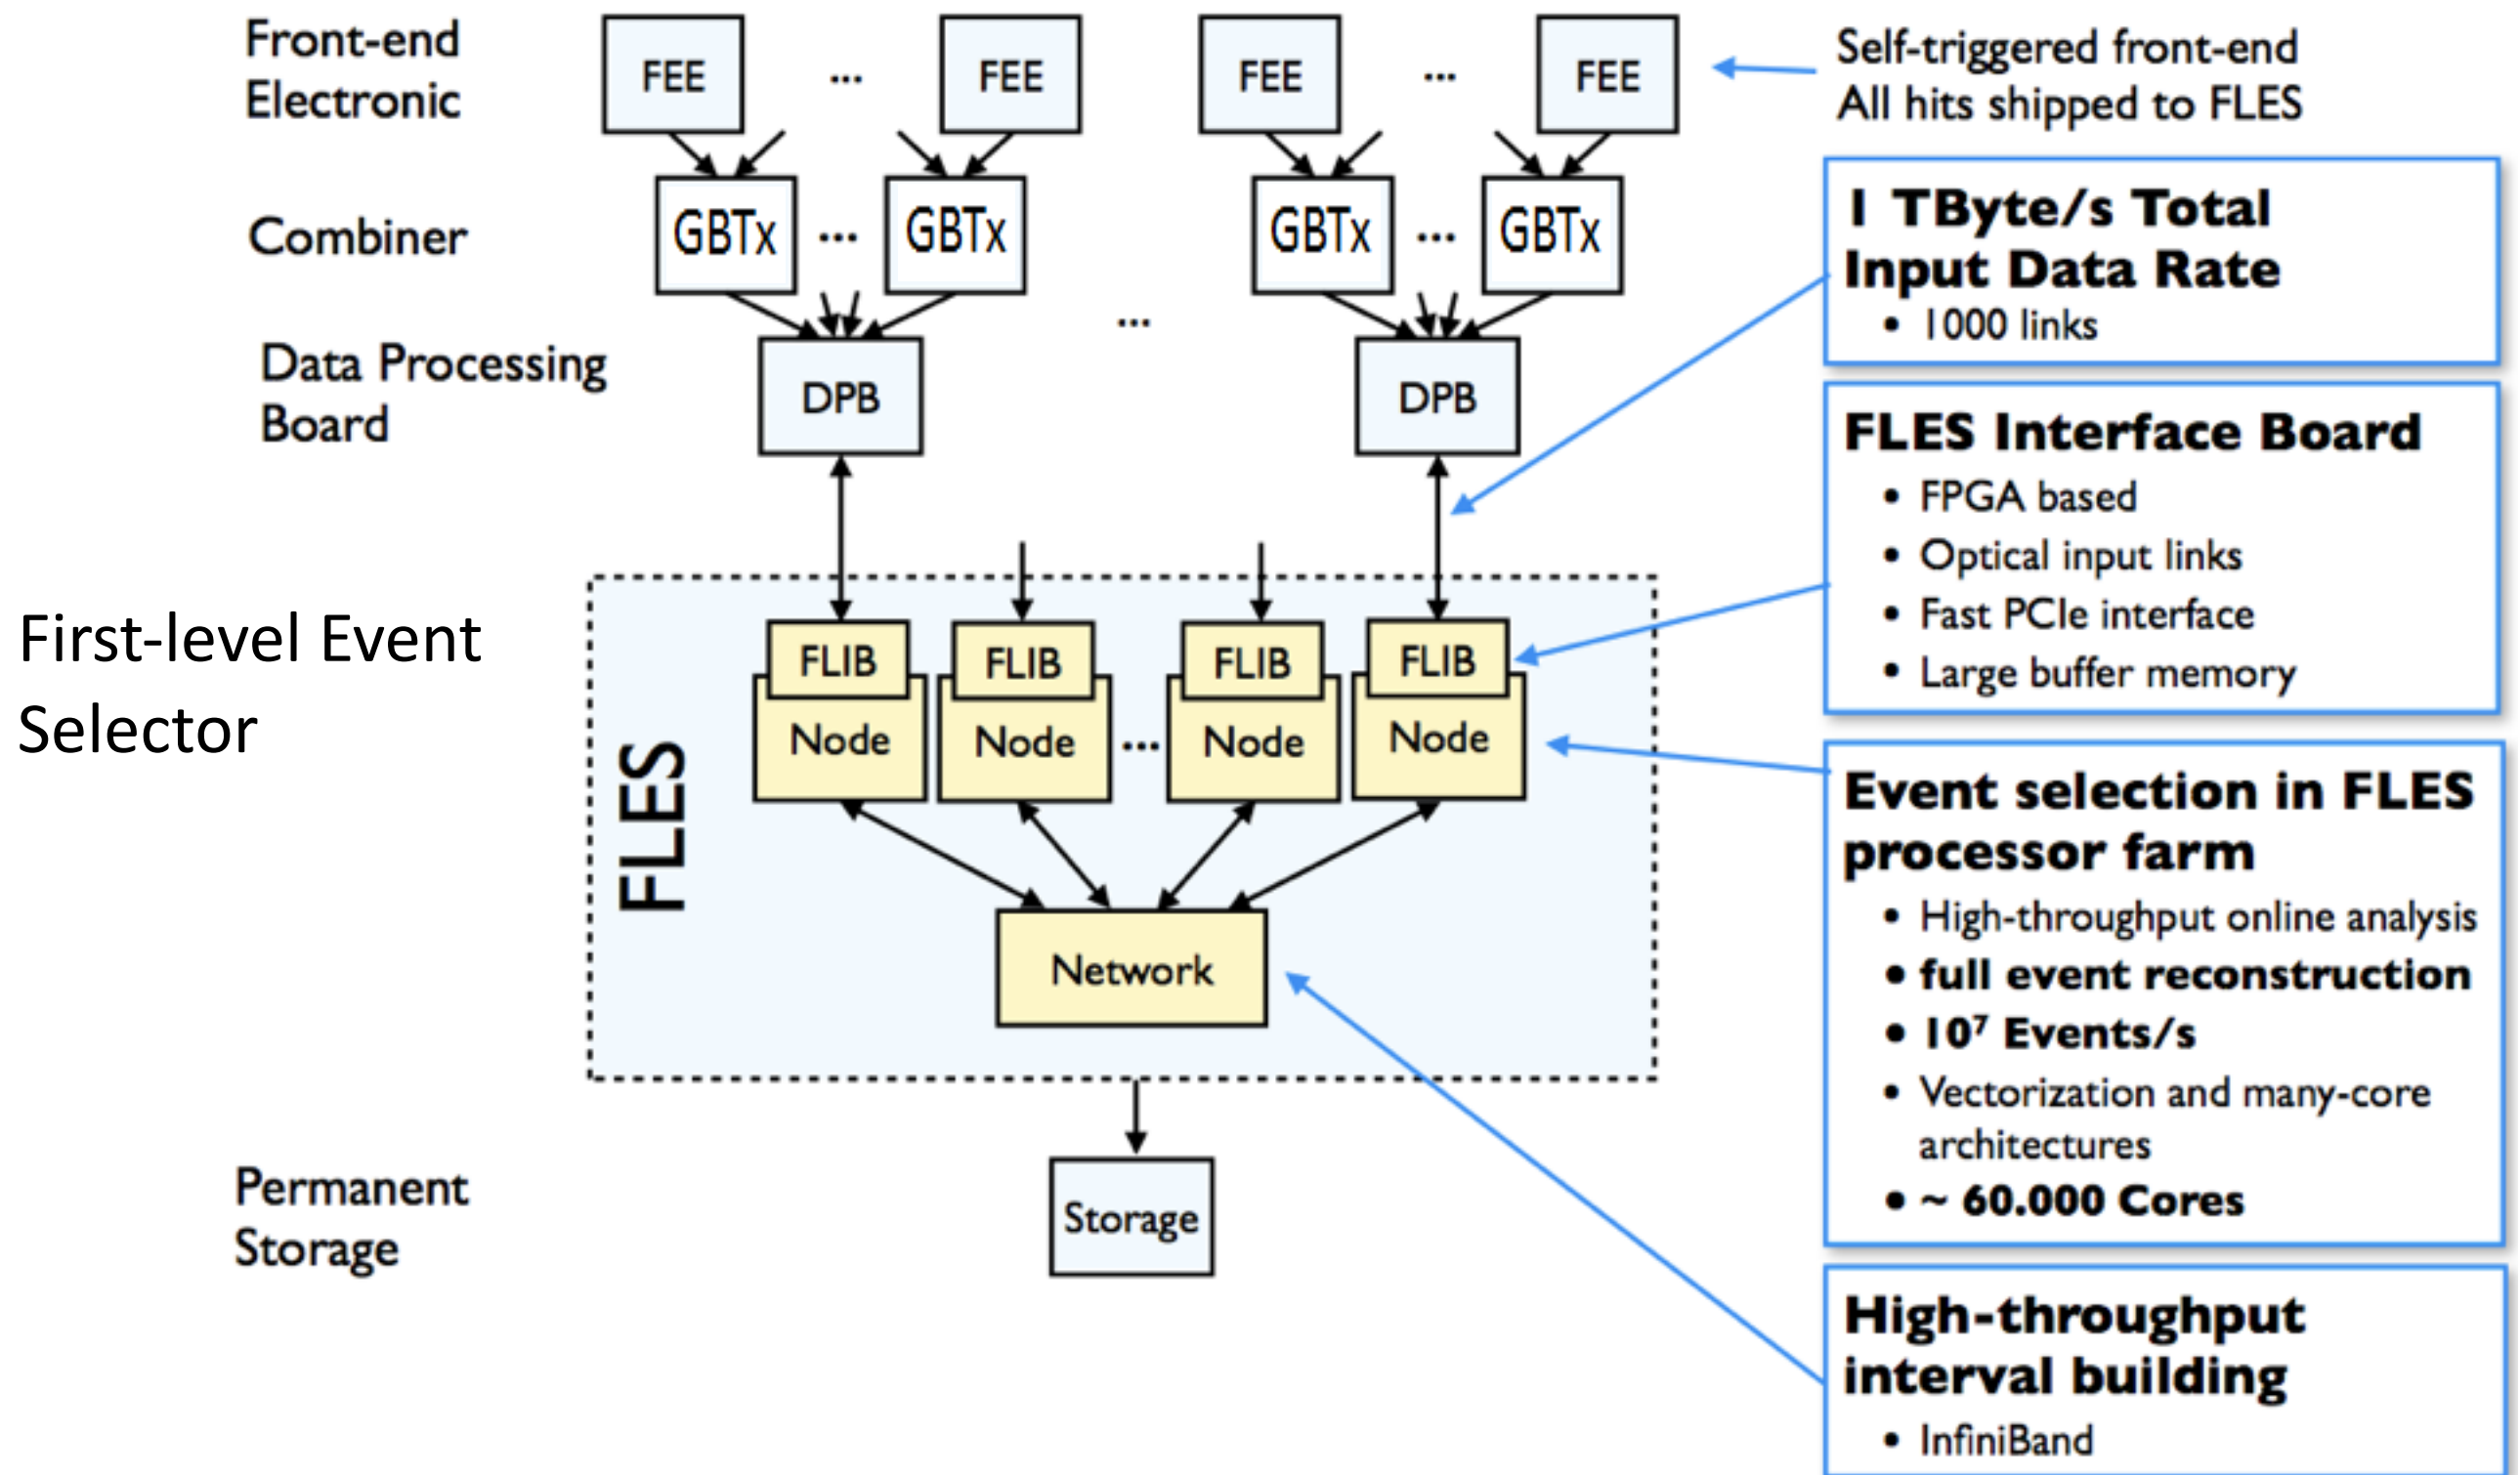 Front-end
Electronic
FEE ... FEE FEE ... FEE
Self-triggered front-end
All hits shipped to FLES
Combiner
GBTx ... GBTx GBTx ... GBTx
...
Data Processing
Board
DPB DPB
1 TByte/s Total
Input Data Rate
• 1000 links
FLES Interface Board
• FPGA based
• Optical input links
• Fast PCIe interface
• Large buffer memory
First-level Event
Selector
FLES
FLIB FLIB FLIB FLIB
Node Node ... Node Node
Network
Event selection in FLES
processor farm
• High-throughput online analysis
• full event reconstruction
• 10⁷ Events/s
• Vectorization and many-core
architectures
• ~ 60.000 Cores
Permanent
Storage
Storage
High-throughput
interval building
• InfiniBand